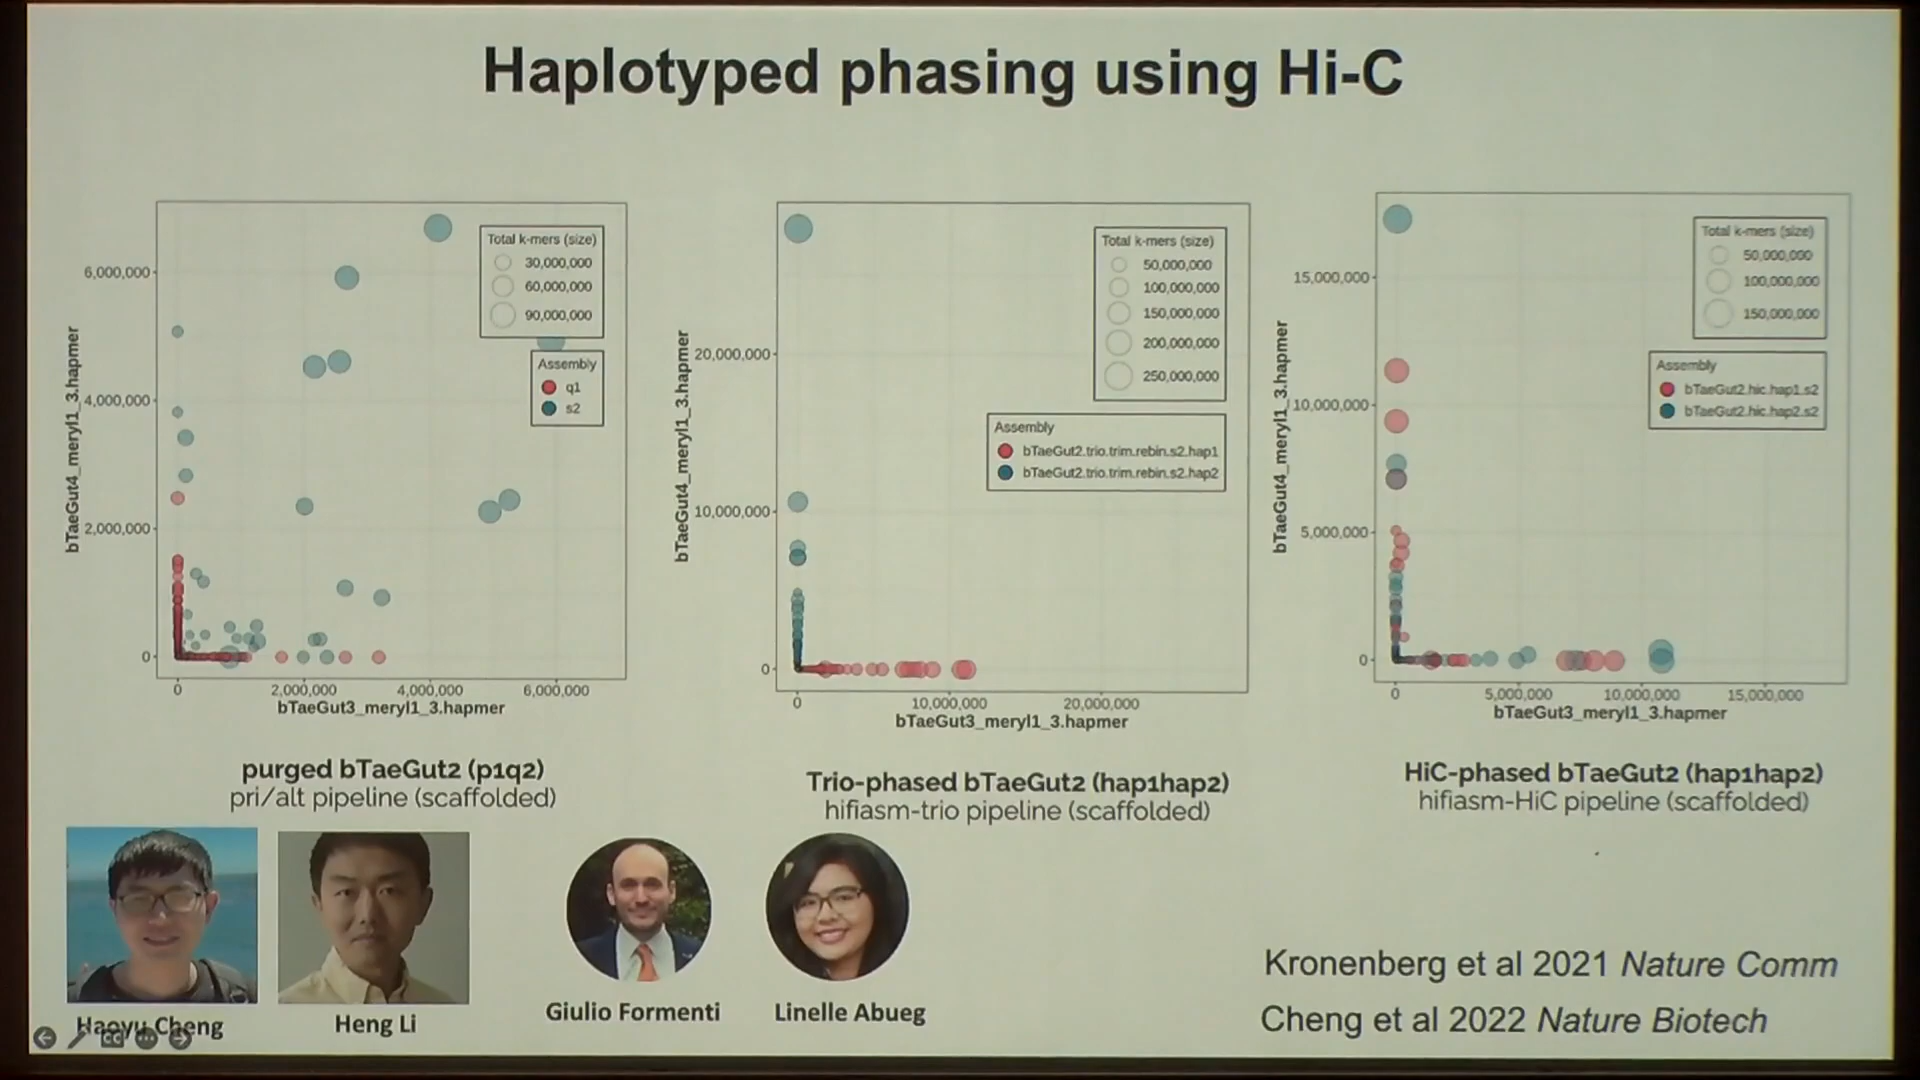 Haplotyped phasing using Hi-C
bTaeGut4_meryl1_3.hapmer
6,000,000
4,000,000
2,000,000
0
0
2,000,000
4,000,000
6,000,000
bTaeGut3_meryl1_3.hapmer
Total k-mers (size)
30,000,000
60,000,000
90,000,000
Assembly
q1
s2
purged bTaeGut2 (p1q2)
pri/alt pipeline (scaffolded)
bTaeGut4_meryl1_3.hapmer
20,000,000
10,000,000
0
0
10,000,000
20,000,000
bTaeGut3_meryl1_3.hapmer
Total k-mers (size)
50,000,000
100,000,000
150,000,000
200,000,000
250,000,000
Assembly
bTaeGut2.trio.trim.rebin.s2.hap1
bTaeGut2.trio.trim.rebin.s2.hap2
Trio-phased bTaeGut2 (hap1hap2)
hifiasm-trio pipeline (scaffolded)
bTaeGut4_meryl1_3.hapmer
15,000,000
10,000,000
5,000,000
0
0
5,000,000
10,000,000
15,000,000
bTaeGut3_meryl1_3.hapmer
Total k-mers (size)
50,000,000
100,000,000
150,000,000
Assembly
bTaeGut2.hic.hap1.s2
bTaeGut2.hic.hap2.s2
HiC-phased bTaeGut2 (hap1hap2)
hifiasm-HiC pipeline (scaffolded)
Haoyu Cheng
Heng Li
Giulio Formenti
Linelle Abueg
Kronenberg et al 2021 Nature Comm
Cheng et al 2022 Nature Biotech
CC